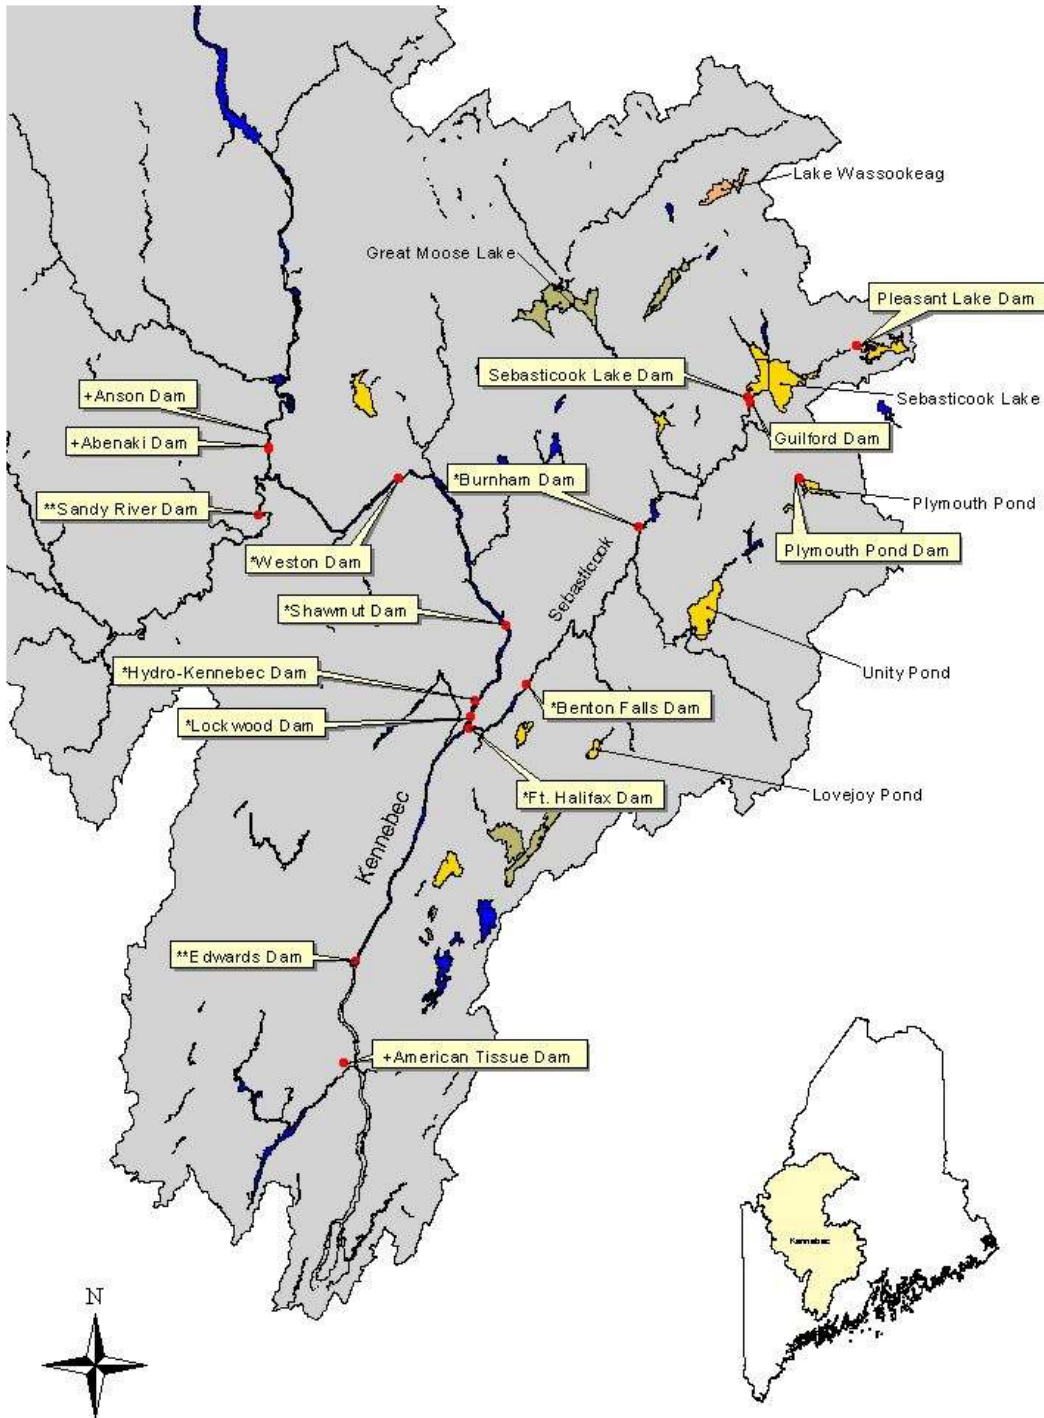 Lake Wassookeag
Great Moose Lake
Pleasant Lake Dam
Sebasticook Lake Dam
+Anson Dam
Sebasticook Lake
+Abenaki Dam
Guilford Dam
*Burnham Dam
**Sandy River Dam
Plymouth Pond
*Weston Dam
Plymouth Pond Dam
Sebasticook
*Shawmut Dam
*Hydro-Kennebec Dam
Unity Pond
*Benton Falls Dam
*Lockwood Dam
*Ft. Halifax Dam
Lovejoy Pond
Kennebec
**Edwards Dam
+American Tissue Dam
Kennebec
N